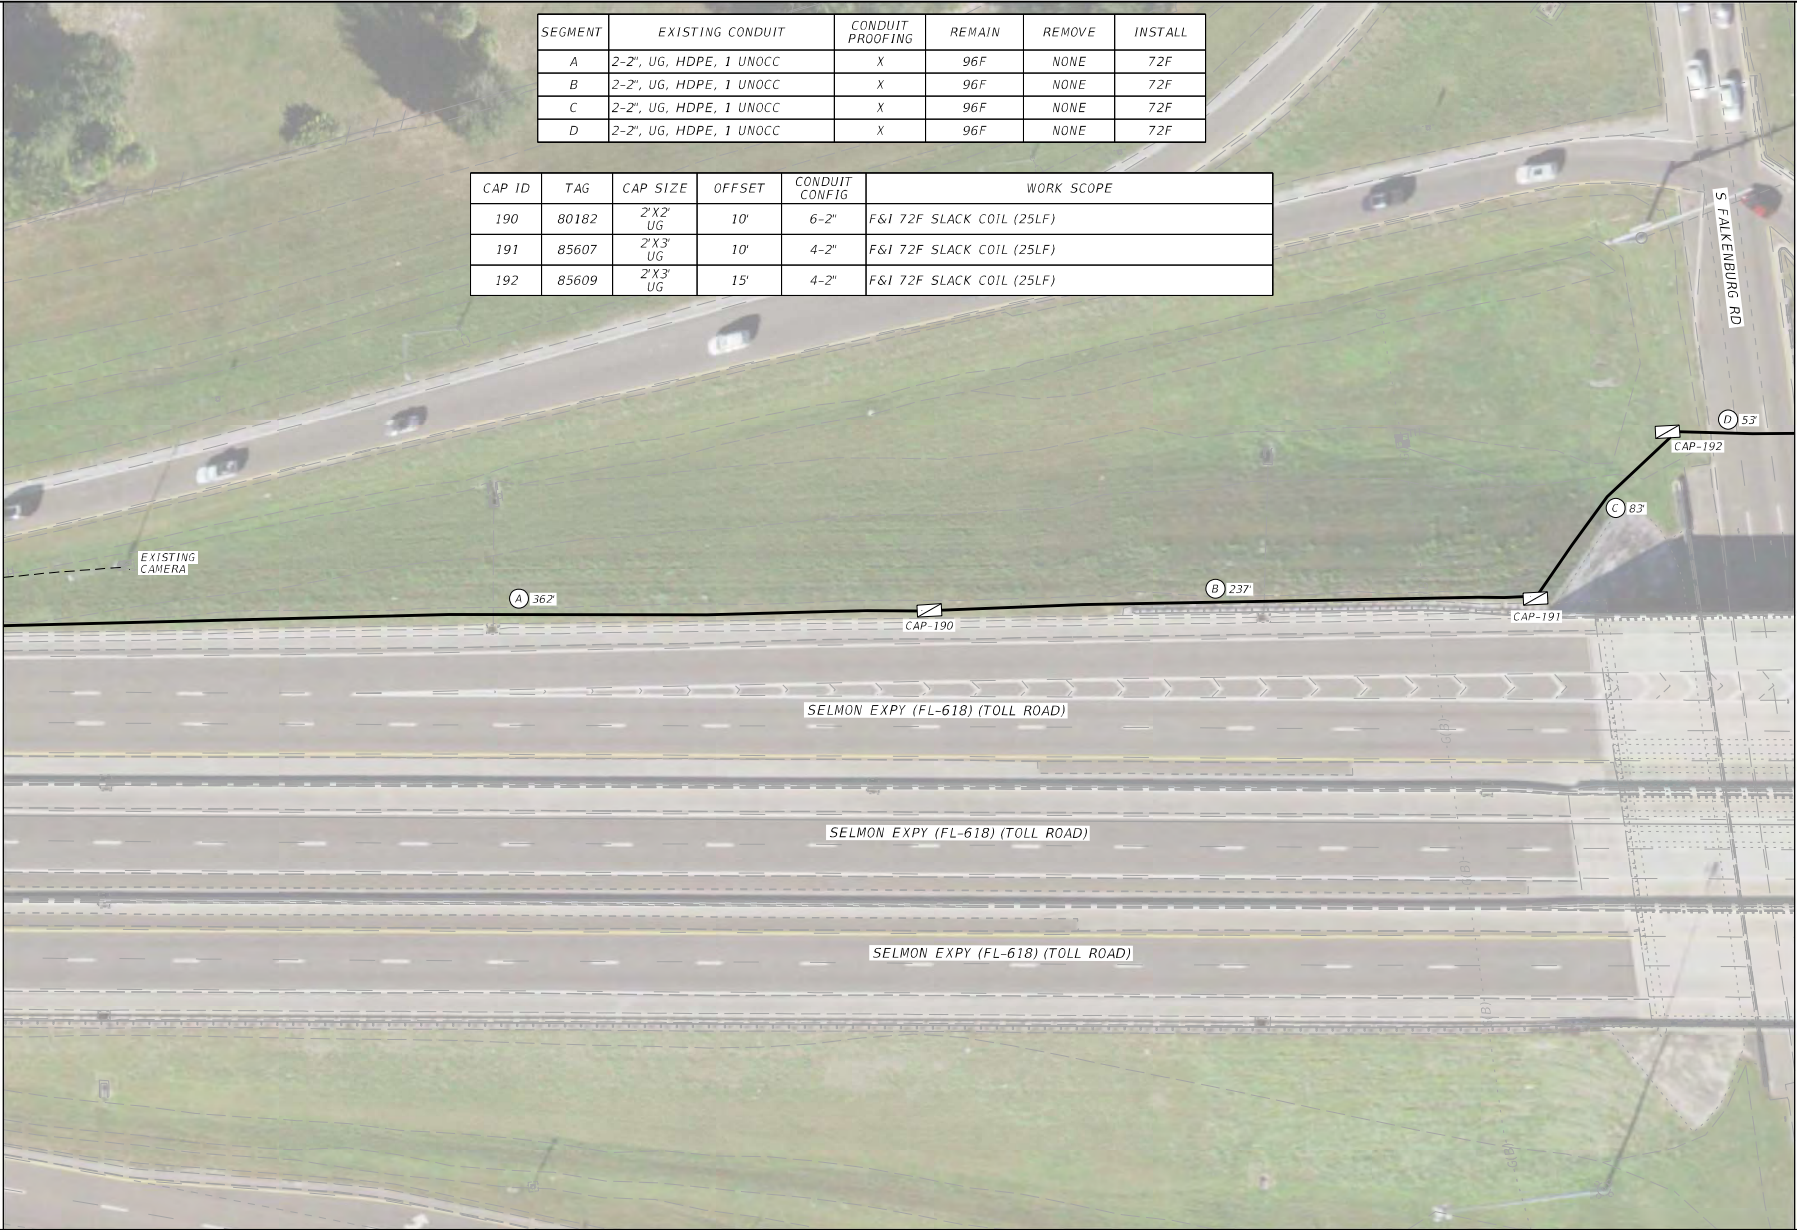 SEGMENT EXISTING CONDUIT CONDUIT PROOFING REMAIN REMOVE INSTALL
A 2-2", UG, HDPE, 1 UNOCC X 96F NONE 72F
B 2-2", UG, HDPE, 1 UNOCC X 96F NONE 72F
C 2-2", UG, HDPE, 1 UNOCC X 96F NONE 72F
D 2-2", UG, HDPE, 1 UNOCC X 96F NONE 72F
CAP ID TAG CAP SIZE OFFSET CONDUIT CONFIG WORK SCOPE
190 80182 2'X2' UG 10' 6-2" F&I 72F SLACK COIL (25LF)
191 85607 2'X3' UG 10' 4-2" F&I 72F SLACK COIL (25LF)
192 85609 2'X3' UG 15' 4-2" F&I 72F SLACK COIL (25LF)
S FALKENBURG RD
D 53'
CAP-192
C 83'
EXISTING
CAMERA
A 362'
B 237'
CAP-190
CAP-191
SELMON EXPY (FL-618) (TOLL ROAD)
SELMON EXPY (FL-618) (TOLL ROAD)
SELMON EXPY (FL-618) (TOLL ROAD)